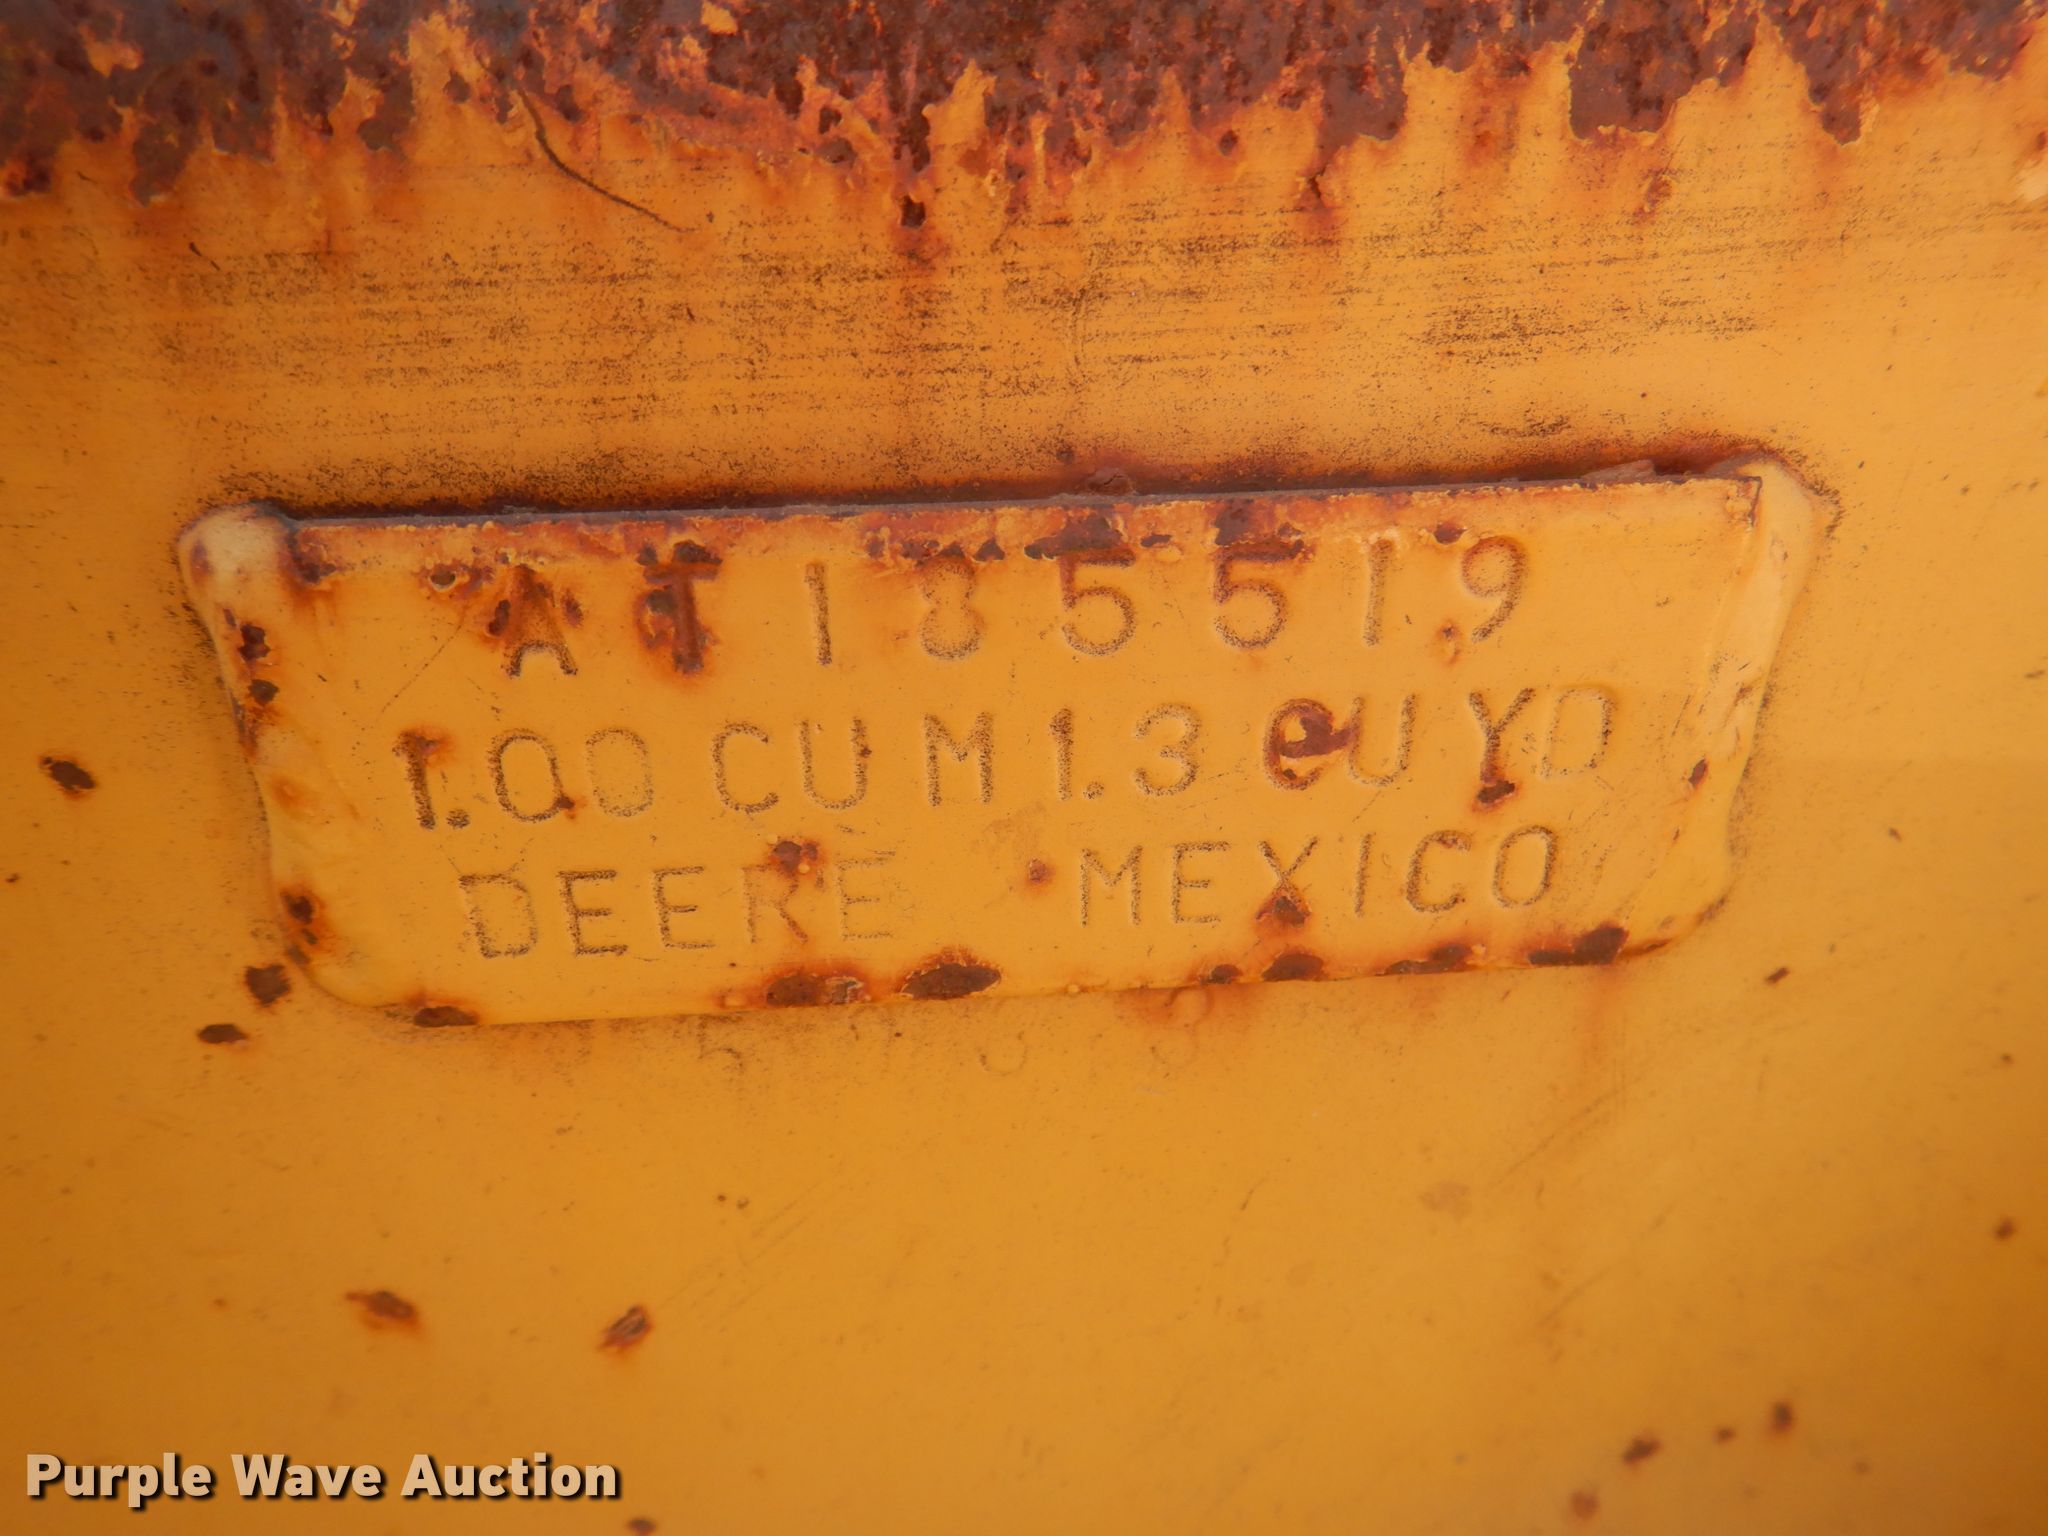 AT185519
1.00 CU M 1.3 CU YD
DEERE MEXICO
Purple Wave Auction